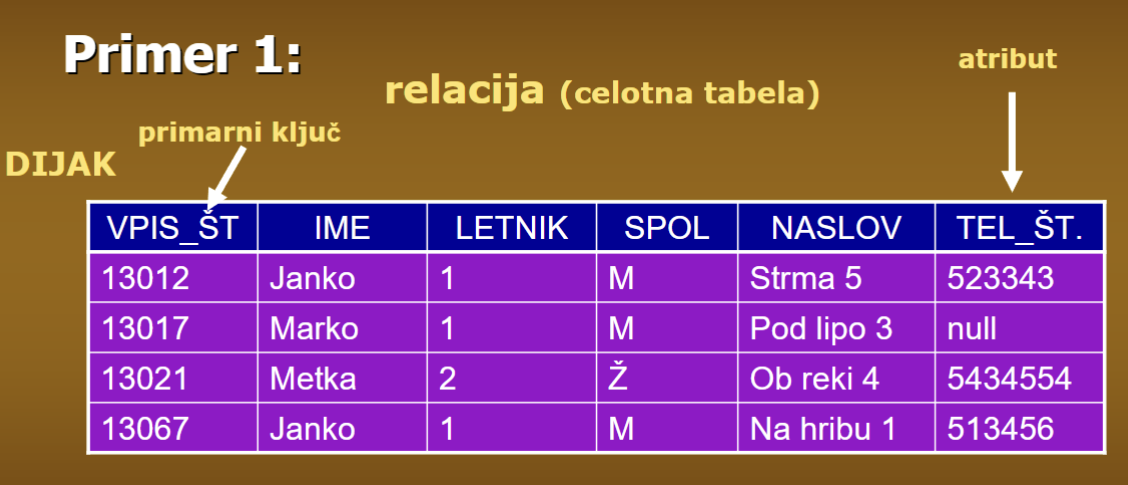 Primer 1:
atribut
relacija (celotna tabela)
primarni ključ
DIJAK
VPIS_ŠT IME LETNIK SPOL NASLOV TEL_ŠT.
13012 Janko 1 M Strma 5 523343
13017 Marko 1 M Pod lipo 3 null
13021 Metka 2 Ž Ob reki 4 5434554
13067 Janko 1 M Na hribu 1 513456